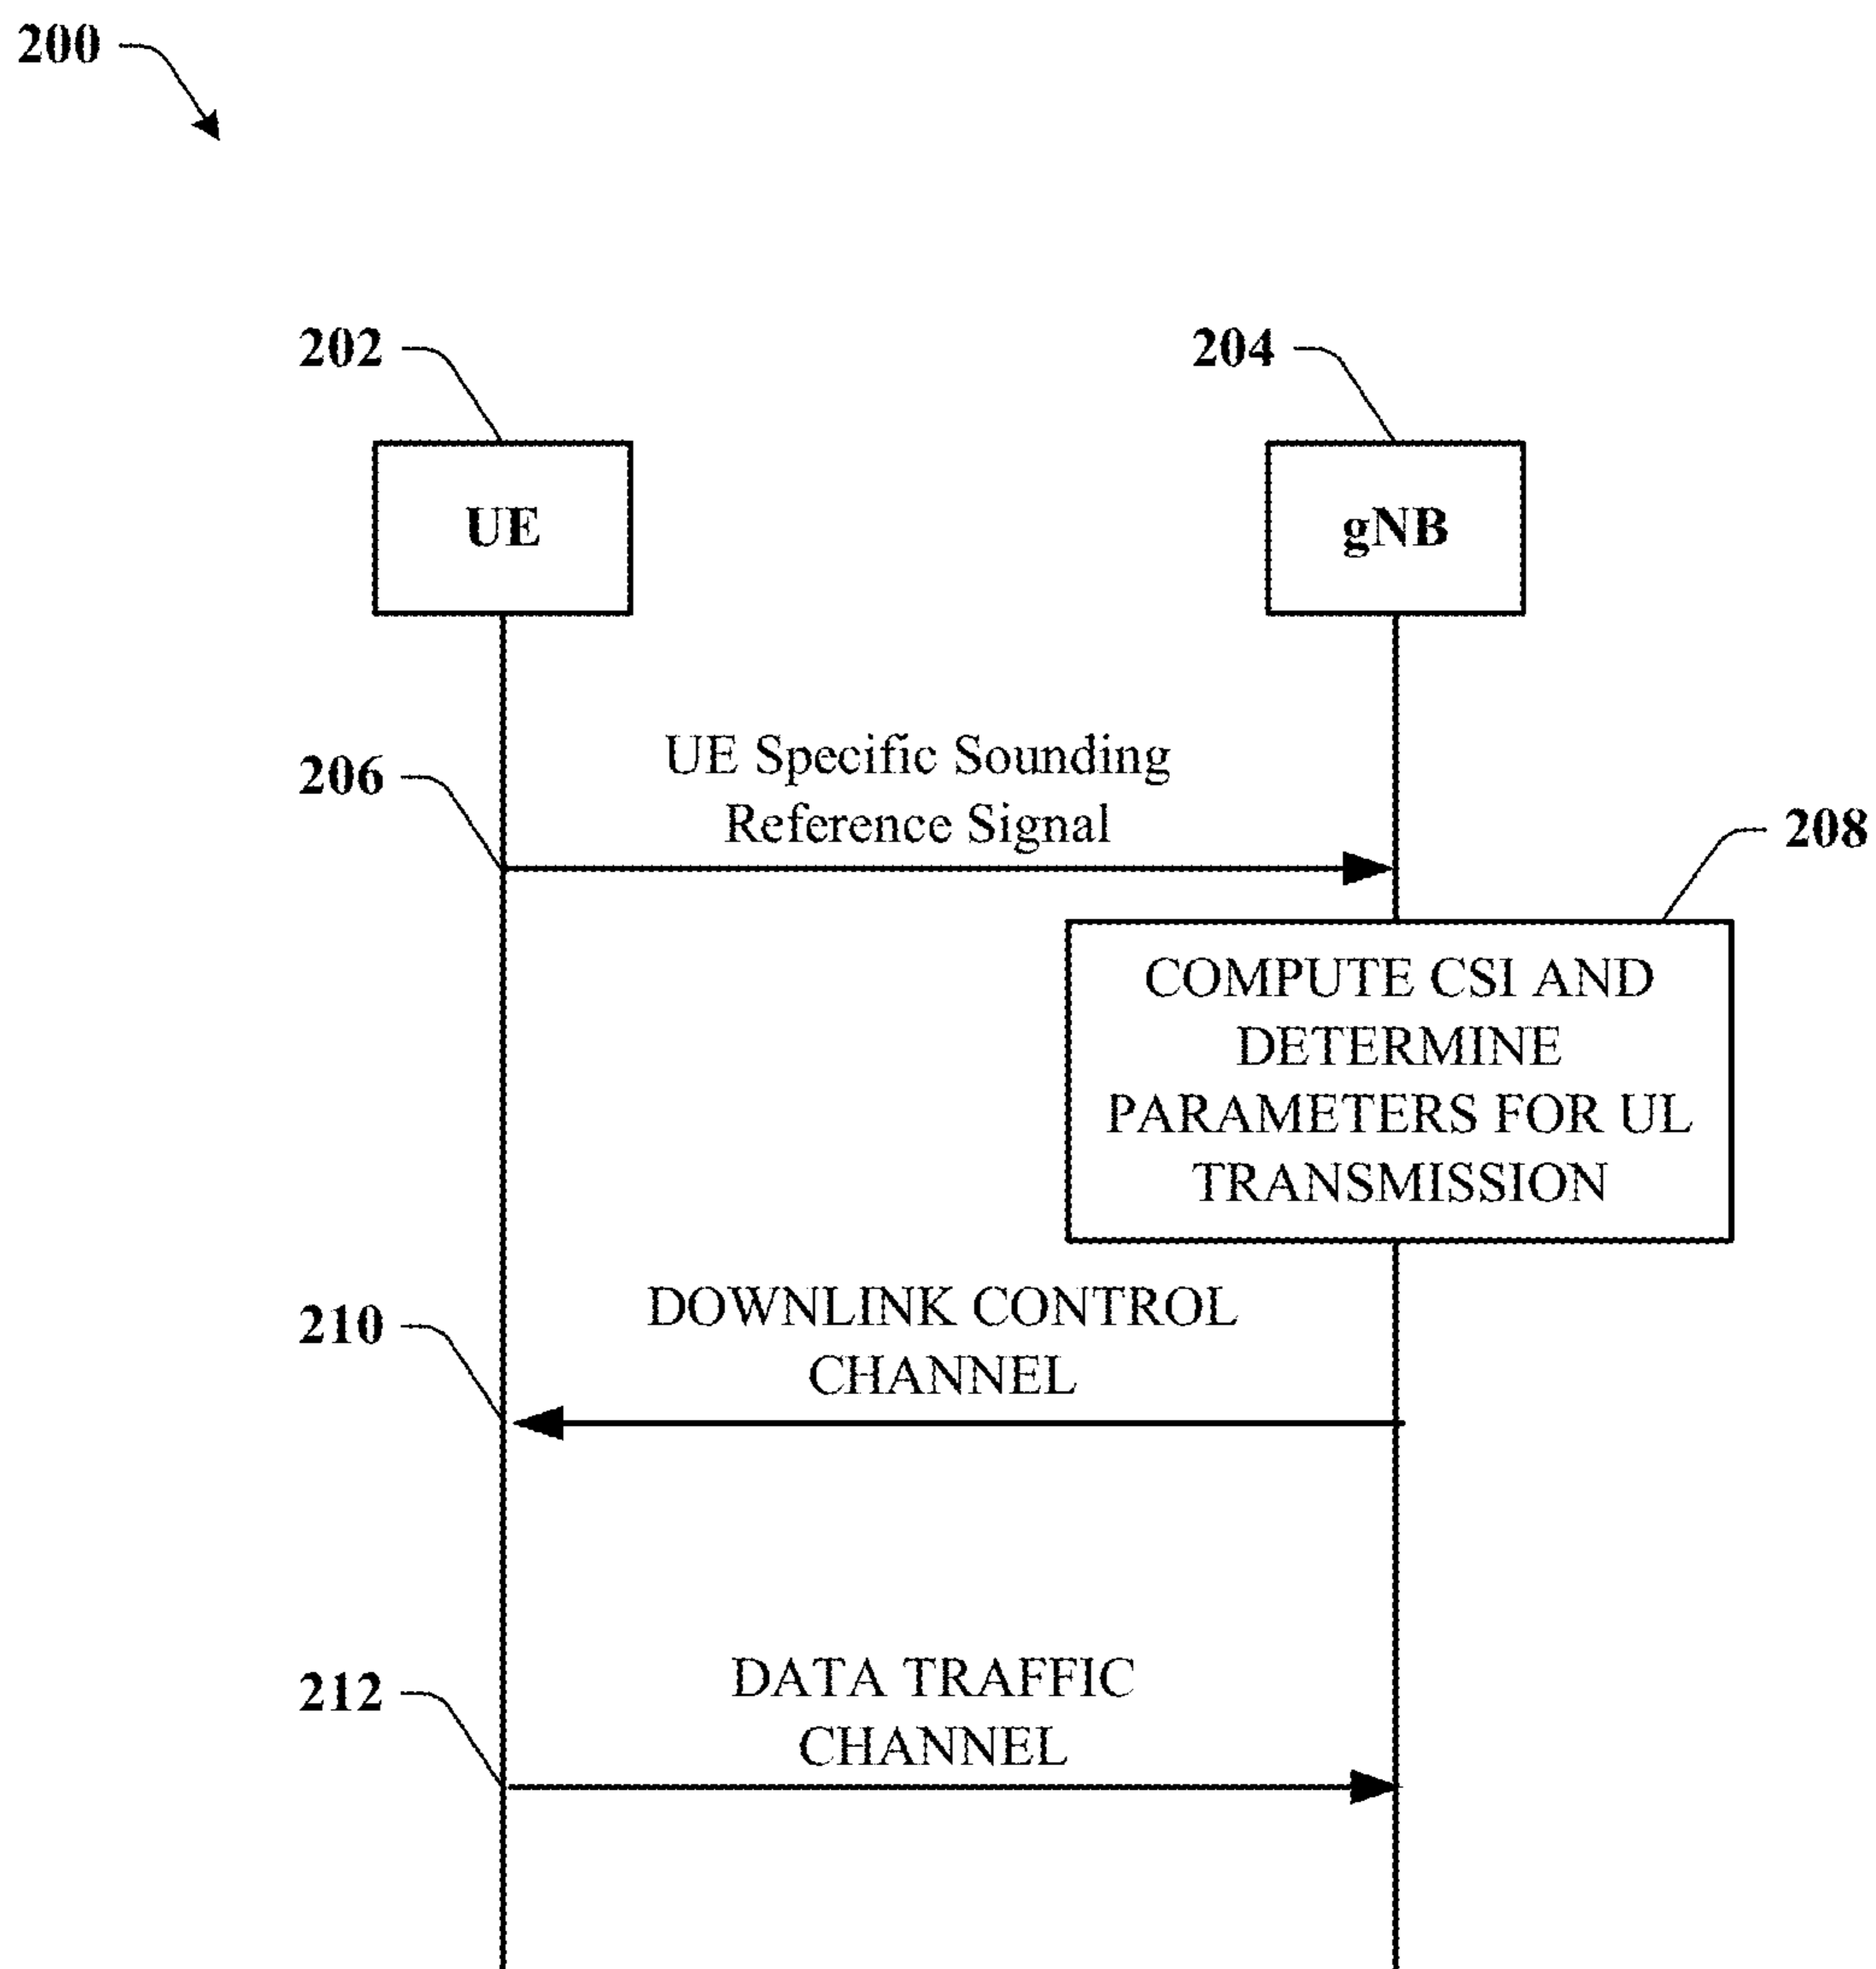 200
202
204
UE
gNB
206
UE Specific Sounding
Reference Signal
208
COMPUTE CSI AND
DETERMINE
PARAMETERS FOR UL
TRANSMISSION
210
DOWNLINK CONTROL
CHANNEL
212
DATA TRAFFIC
CHANNEL